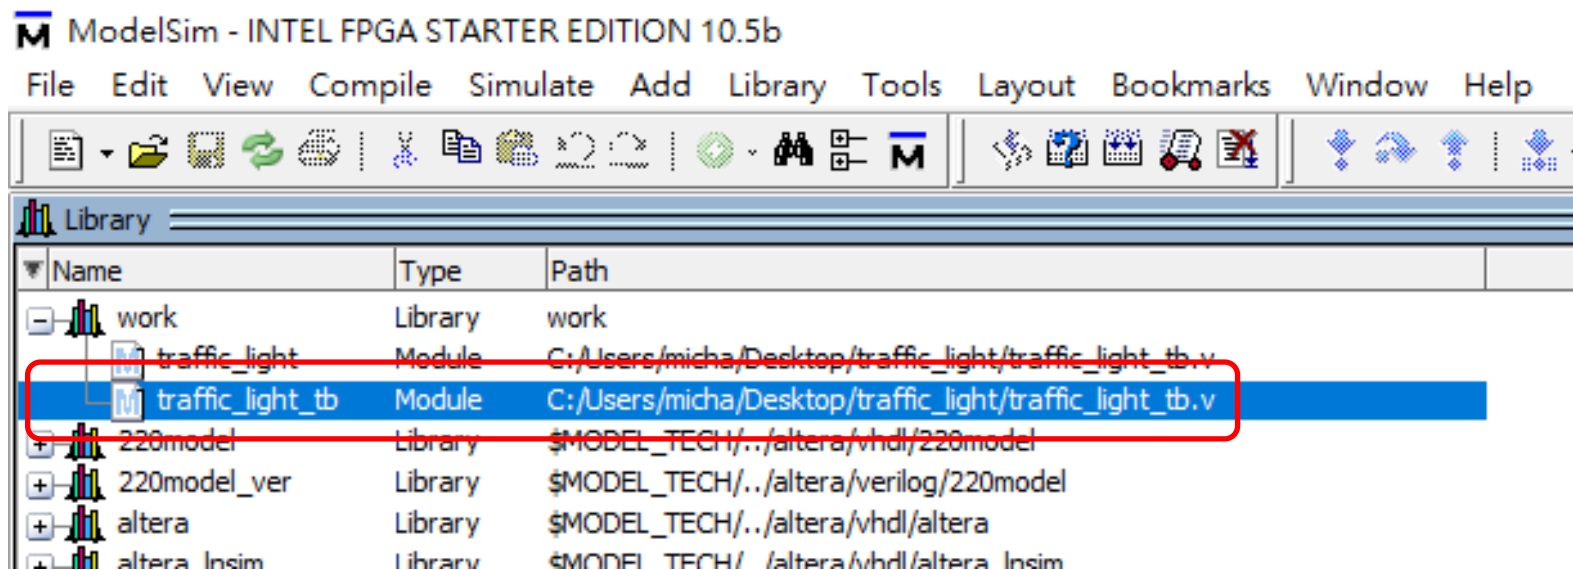 ModelSim - INTEL FPGA STARTER EDITION 10.5b
File Edit View Compile Simulate Add Library Tools Layout Bookmarks Window Help
Library
Name Type Path
work Library work
traffic_light Module C:/Users/micha/Desktop/traffic_light/traffic_light_tb.v
traffic_light_tb Module C:/Users/micha/Desktop/traffic_light/traffic_light_tb.v
220model Library $MODEL_TECH/../altera/vhdl/220model
220model_ver Library $MODEL_TECH/../altera/verilog/220model
altera Library $MODEL_TECH/../altera/vhdl/altera
altera_lnsim Library $MODEL_TECH/../altera/vhdl/altera_lnsim